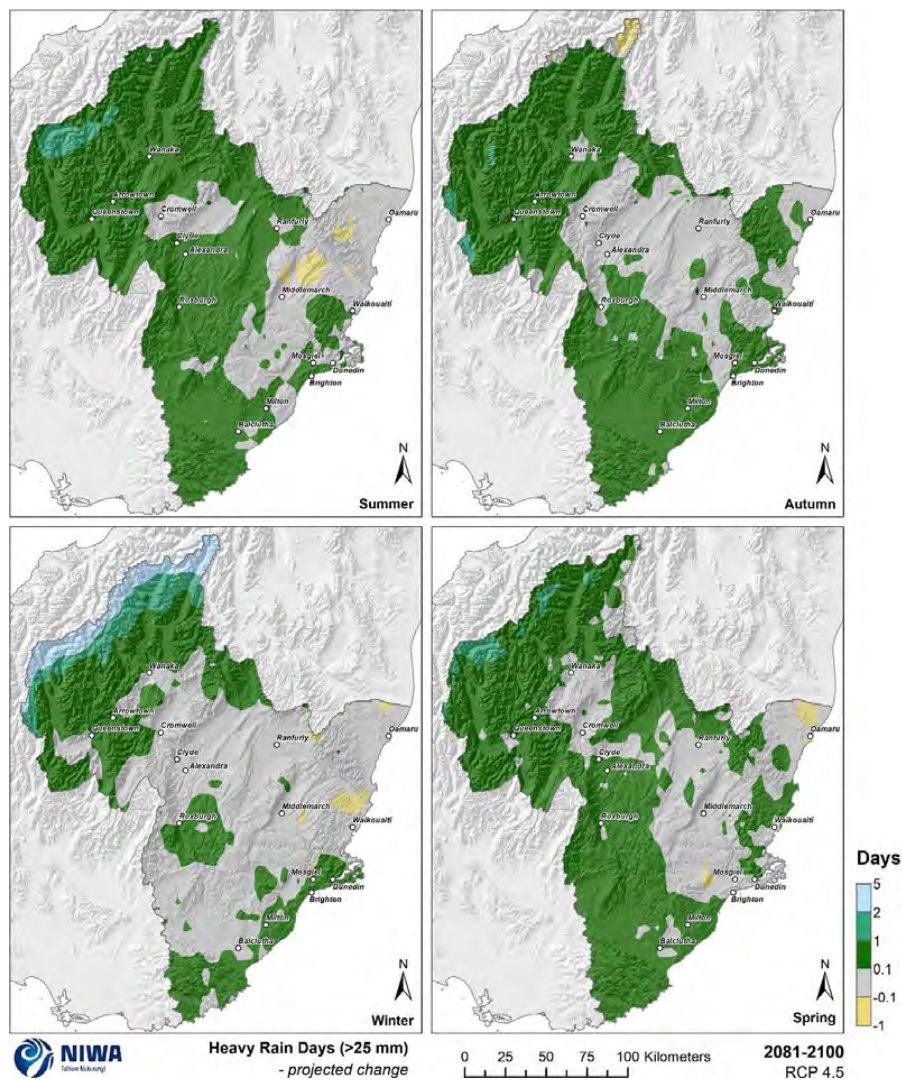 Wanaka
Arrowtown
Queenstown
Cromwell
Clyde
Alexandra
Ranfurly
Oamaru
Roxburgh
Middlemarch
Waikouaiti
Mosgiel
Dunedin
Brighton
Milton
Balclutha
N
Summer
Wanaka
Arrowtown
Queenstown
Cromwell
Clyde
Alexandra
Ranfurly
Oamaru
Roxburgh
Middlemarch
Waikouaiti
Mosgiel
Dunedin
Brighton
Milton
Balclutha
N
Autumn
Wanaka
Arrowtown
Queenstown
Cromwell
Clyde
Alexandra
Ranfurly
Oamaru
Roxburgh
Middlemarch
Waikouaiti
Mosgiel
Dunedin
Brighton
Milton
Balclutha
N
Winter
Wanaka
Arrowtown
Queenstown
Cromwell
Clyde
Alexandra
Ranfurly
Oamaru
Roxburgh
Middlemarch
Waikouaiti
Mosgiel
Dunedin
Brighton
Milton
Balclutha
N
Spring
Days
5
2
1
0.1
-0.1
-1
NIWA
Taihoro Nukurangi
Heavy Rain Days (>25 mm)
- projected change
0 25 50 75 100 Kilometers
2081-2100
RCP 4.5